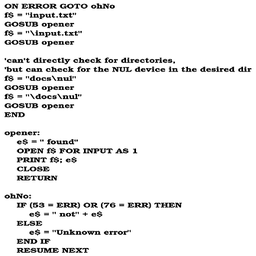 ON ERROR GOTO ohNo
f$ = "input.txt"
GOSUB opener
f$ = "\input.txt"
GOSUB opener

'can't directly check for directories,
'but can check for the NUL device in the desired dir
f$ = "docs\nul"
GOSUB opener
f$ = "\docs\nul"
GOSUB opener
END

opener:
    e$ = " found"
    OPEN f$ FOR INPUT AS 1
    PRINT f$; e$
    CLOSE
    RETURN

ohNo:
    IF (53 = ERR) OR (76 = ERR) THEN
        e$ = " not" + e$
    ELSE
        e$ = "Unknown error"
    END IF
    RESUME NEXT